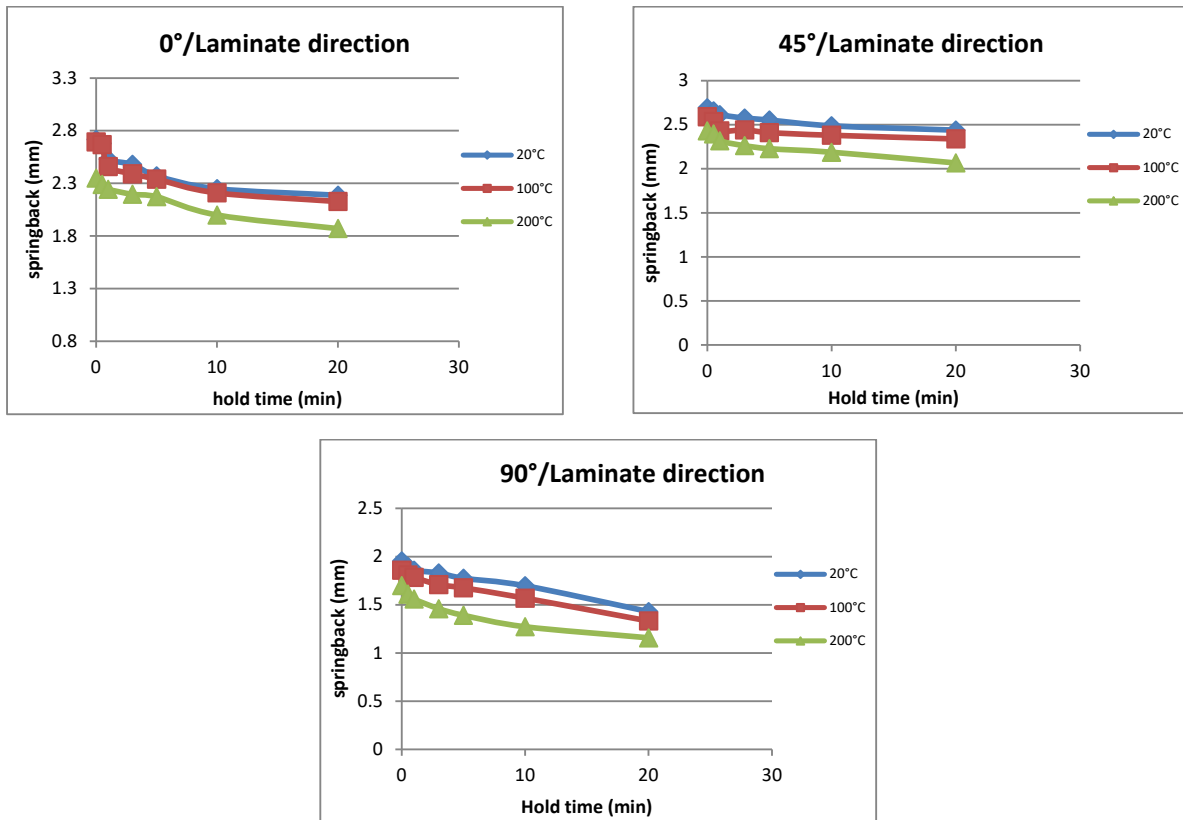 0°/Laminate direction
3.3
2.8
2.3
1.8
1.3
0.8
springback (mm)
0 10 20 30
hold time (min)
20°C
100°C
200°C
45°/Laminate direction
3
2.5
2
1.5
1
0.5
0
springback (mm)
0 10 20 30
Hold time (min)
20°C
100°C
200°C
90°/Laminate direction
2.5
2
1.5
1
0.5
0
springback (mm)
0 10 20 30
Hold time (min)
20°C
100°C
200°C